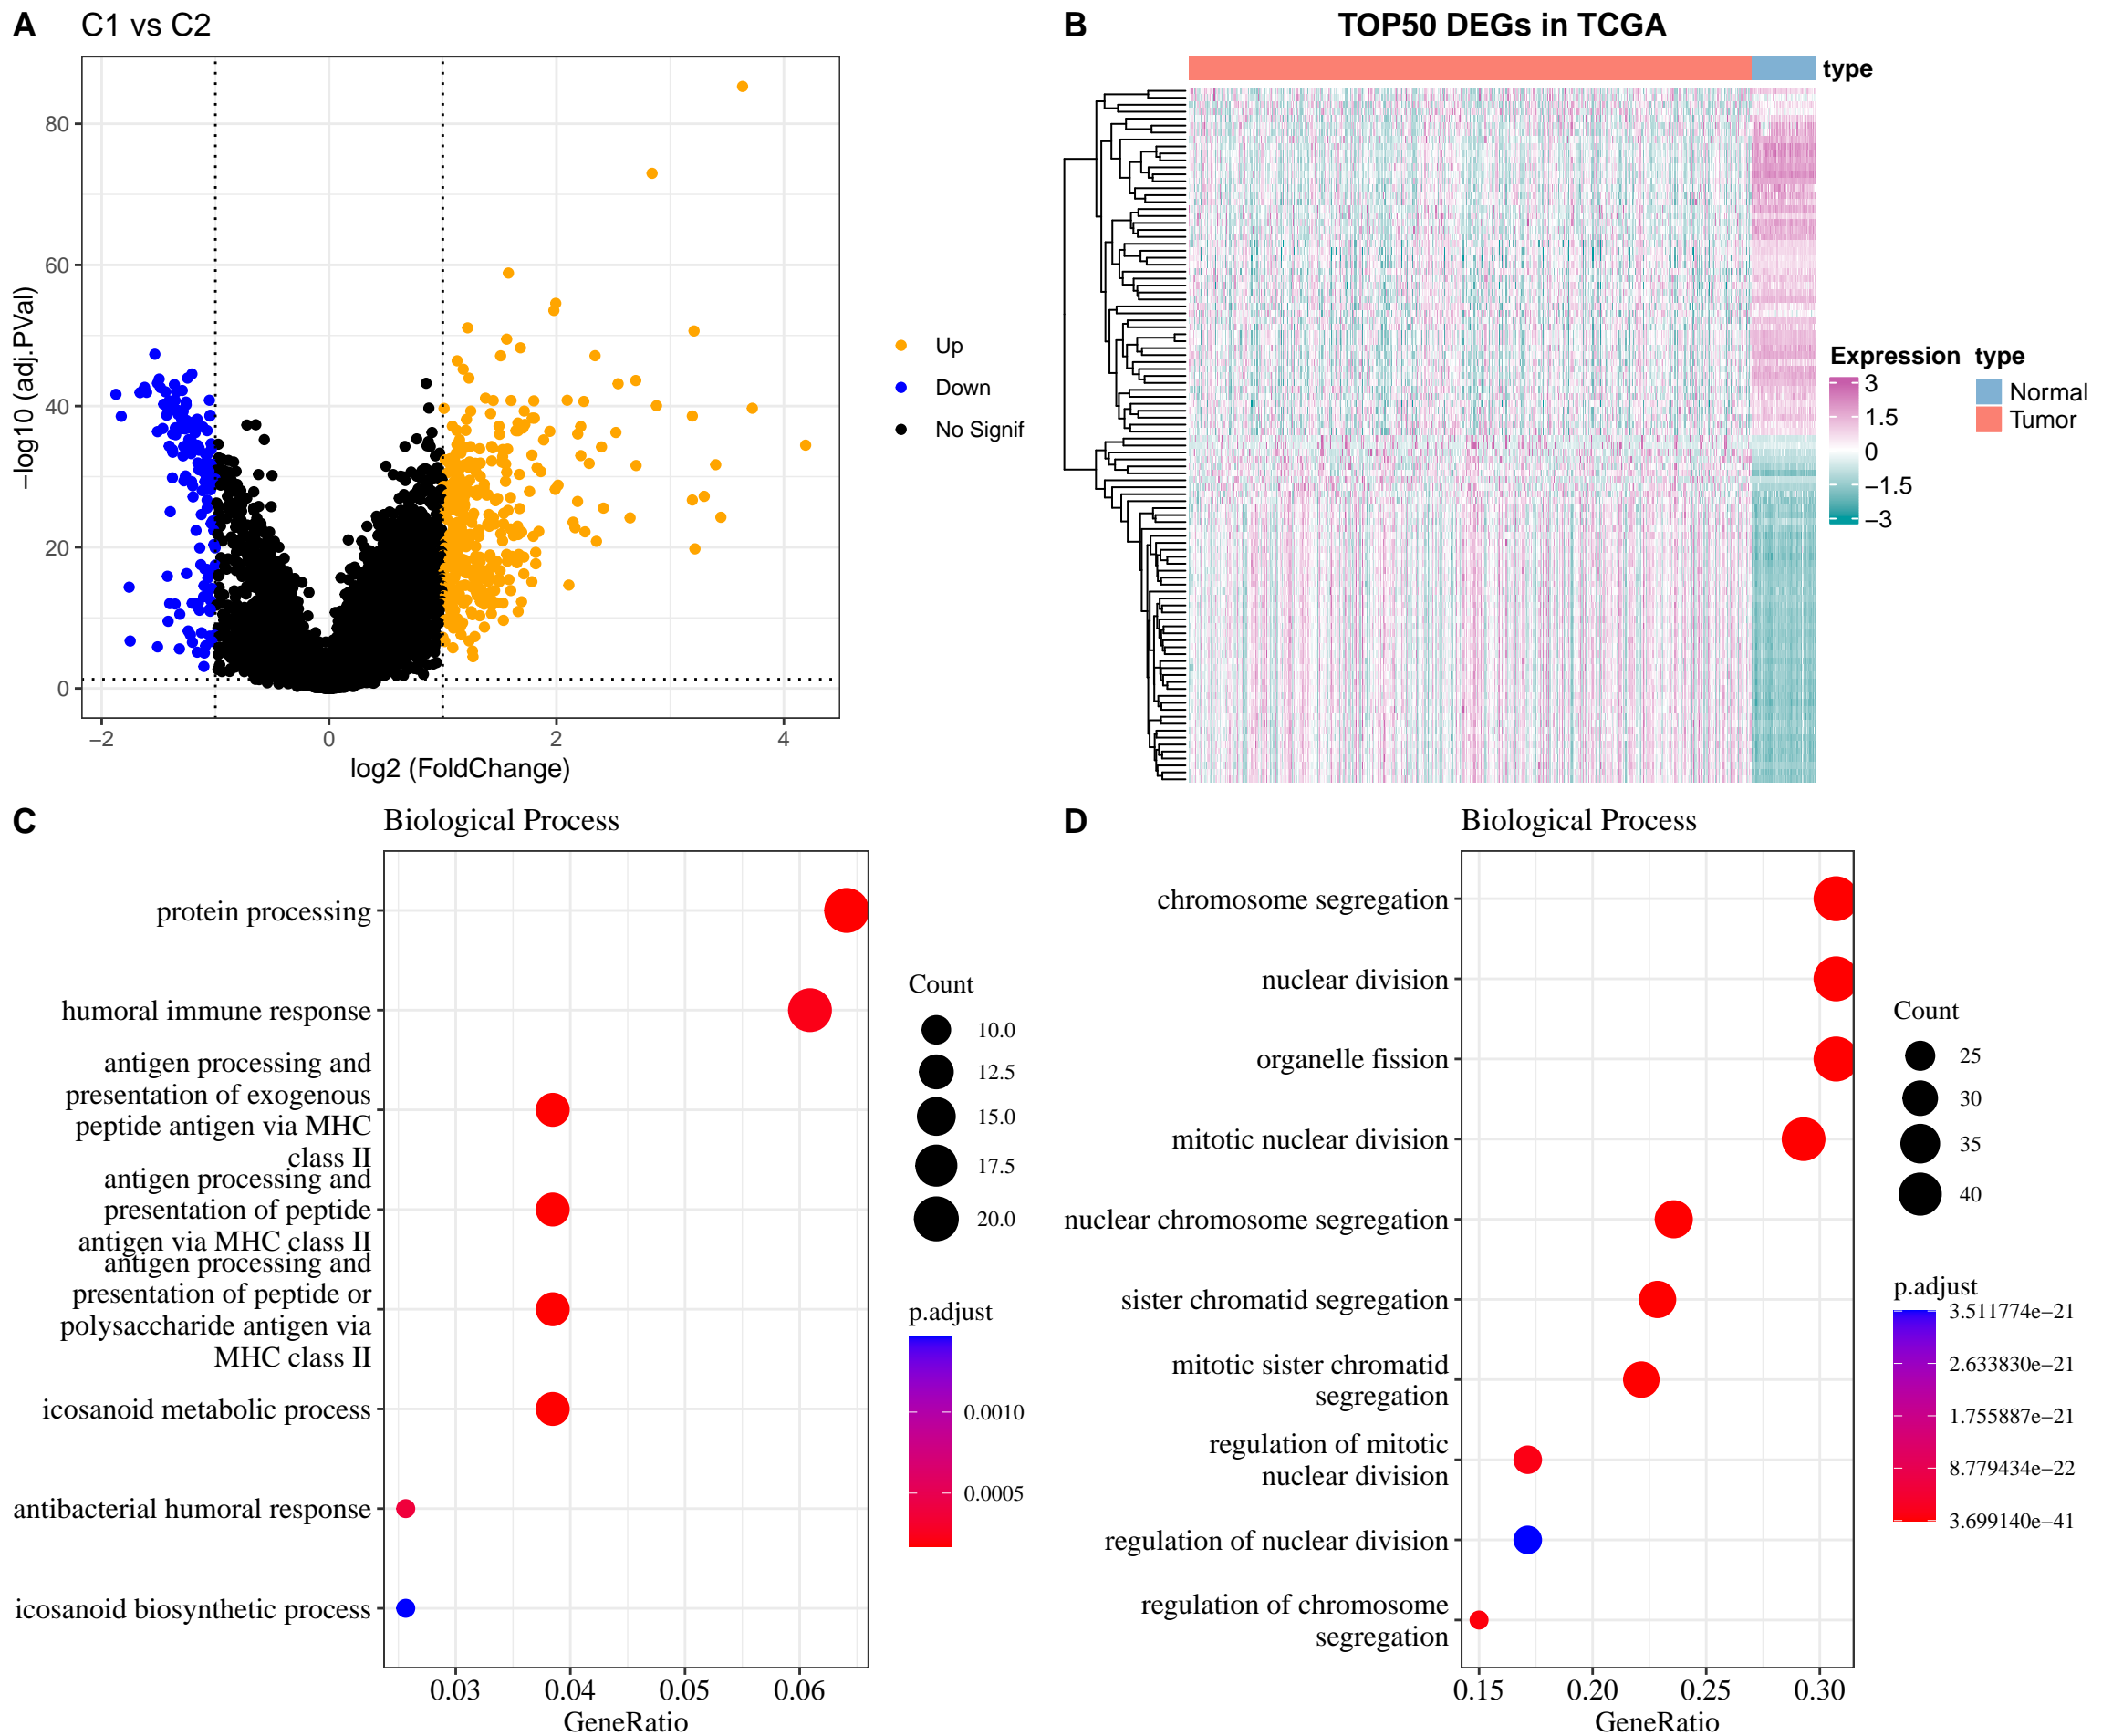 A
C1 vs C2
−log10 (adj.PVal)
80
60
40
20
0
−2
0
2
4
log2 (FoldChange)
Up
Down
No Signif
B
TOP50 DEGs in TCGA
type
Expression
3
1.5
0
−1.5
−3
type
Normal
Tumor
C
Biological Process
protein processing
humoral immune response
antigen processing and
presentation of exogenous
peptide antigen via MHC
class II
antigen processing and
presentation of peptide
antigen via MHC class II
antigen processing and
presentation of peptide or
polysaccharide antigen via
MHC class II
icosanoid metabolic process
antibacterial humoral response
icosanoid biosynthetic process
0.03
0.04
0.05
0.06
GeneRatio
Count
10.0
12.5
15.0
17.5
20.0
p.adjust
0.0010
0.0005
D
Biological Process
chromosome segregation
nuclear division
organelle fission
mitotic nuclear division
nuclear chromosome segregation
sister chromatid segregation
mitotic sister chromatid
segregation
regulation of mitotic
nuclear division
regulation of nuclear division
regulation of chromosome
segregation
0.15
0.20
0.25
0.30
GeneRatio
Count
25
30
35
40
p.adjust
3.511774e−21
2.633830e−21
1.755887e−21
8.779434e−22
3.699140e−41